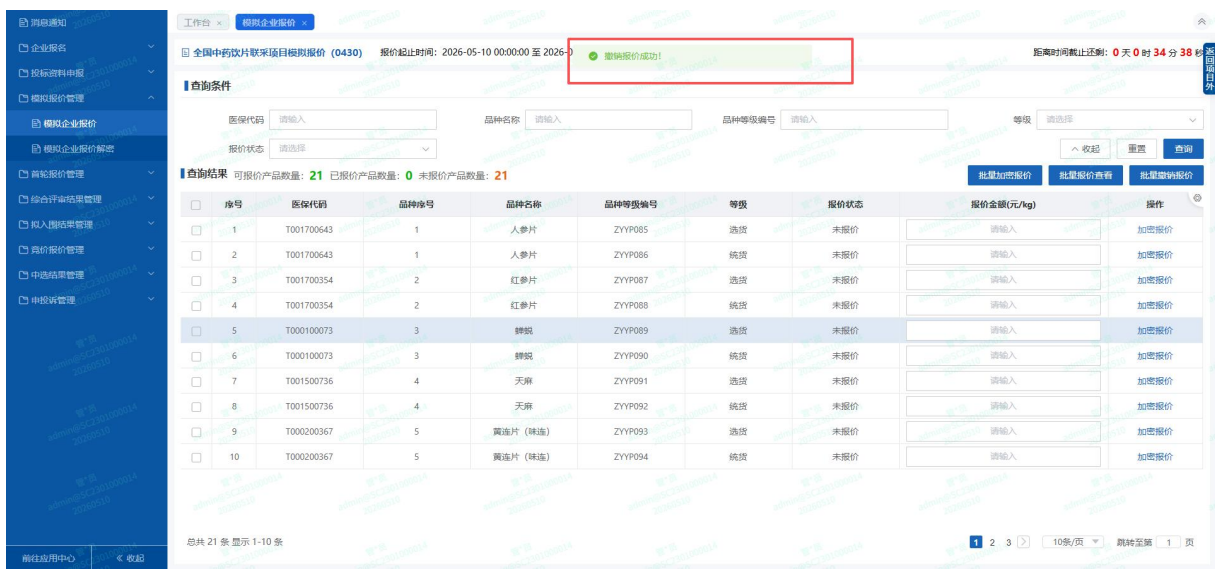 消息通知
企业报名
投标资料申报
模拟报价管理
模拟企业报价
模拟企业报价解密
首轮报价管理
综合评审结果管理
拟入围结果管理
竞价报价管理
中选结果管理
申投诉管理
前往应用中心 « 收起
工作台 × 模拟企业报价 ×
全国中药饮片联采项目模拟报价（0430） 报价起止时间：2026-05-10 00:00:00 至 2026-0
撤销报价成功!
距离时间截止还剩：0 天 0 时 34 分 38 秒
返回项目外
查询条件
医保代码 请输入 品种名称 请输入 品种等级编号 请输入 等级 请选择
报价状态 请选择 收起 重置 查询
查询结果 可报价产品数量：21 已报价产品数量：0 未报价产品数量：21 批量加密报价 批量报价查看 批量撤销报价
序号 医保代码 品种序号 品种名称 品种等级编号 等级 报价状态 报价金额(元/kg) 操作
1 T001700643 1 人参片 ZYYP085 选货 未报价 请输入 加密报价
2 T001700643 1 人参片 ZYYP086 统货 未报价 请输入 加密报价
3 T001700354 2 红参片 ZYYP087 选货 未报价 请输入 加密报价
4 T001700354 2 红参片 ZYYP088 统货 未报价 请输入 加密报价
5 T000100073 3 蝉蜕 ZYYP089 选货 未报价 请输入 加密报价
6 T000100073 3 蝉蜕 ZYYP090 统货 未报价 请输入 加密报价
7 T001500736 4 天麻 ZYYP091 选货 未报价 请输入 加密报价
8 T001500736 4 天麻 ZYYP092 统货 未报价 请输入 加密报价
9 T000200367 5 黄连片（味连） ZYYP093 选货 未报价 请输入 加密报价
10 T000200367 5 黄连片（味连） ZYYP094 统货 未报价 请输入 加密报价
总共 21 条 显示 1-10 条 1 2 3 10条/页 跳转至第 1 页